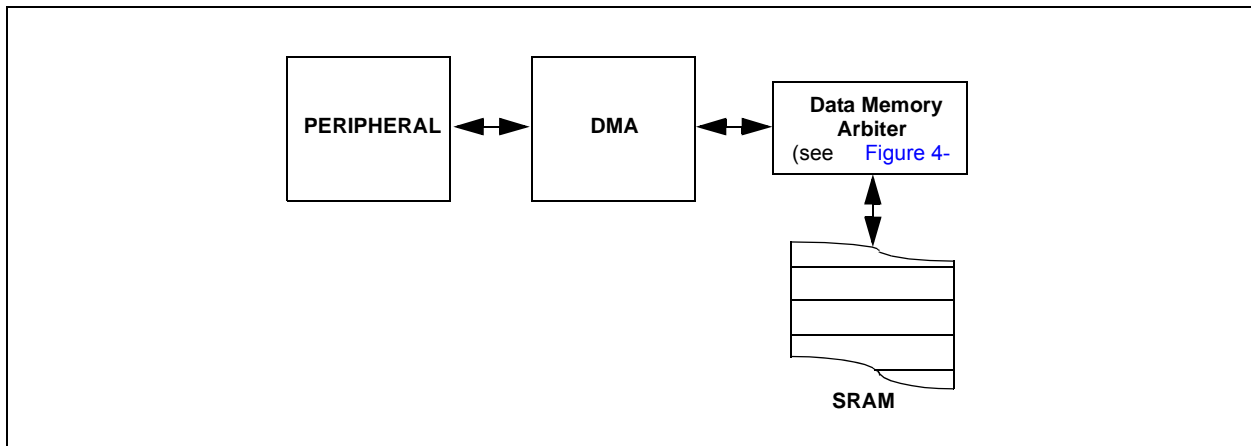 PERIPHERAL
DMA
Data Memory
Arbiter
(see Figure 4-
SRAM